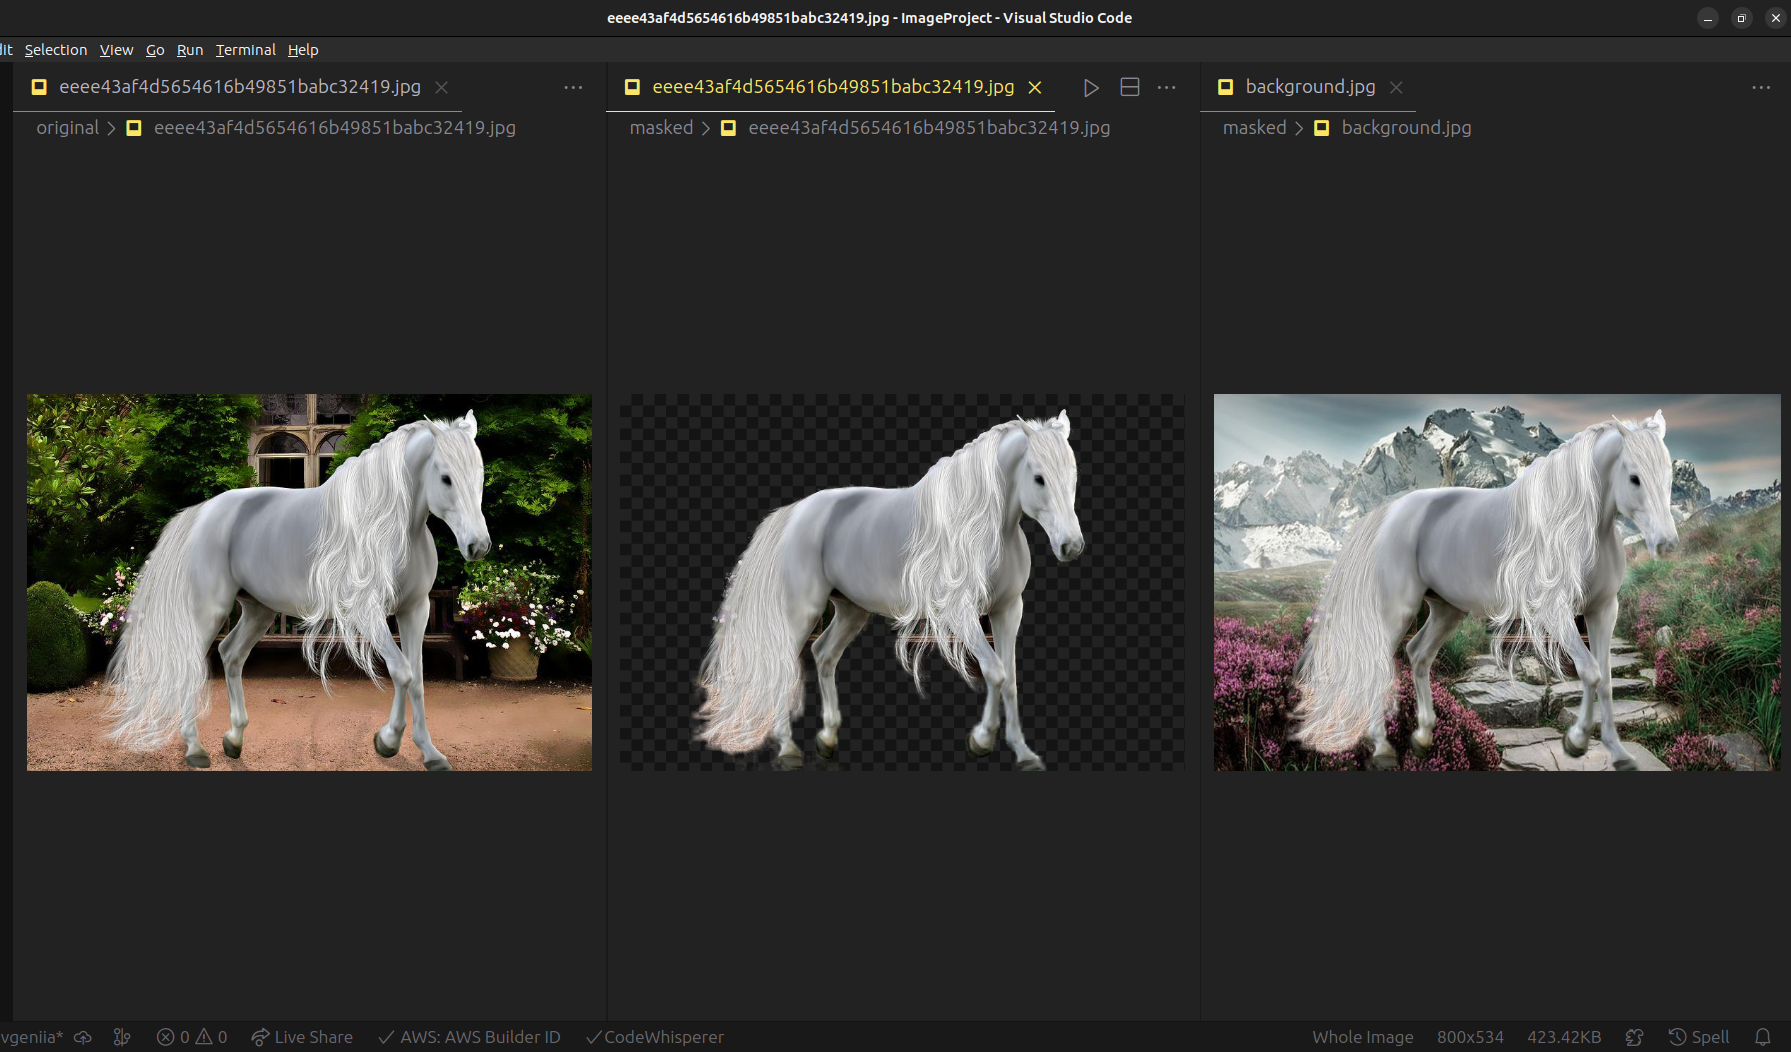 eeee43af4d5654616b49851babc32419.jpg - ImageProject - Visual Studio Code
dit Selection View Go Run Terminal Help
eeee43af4d5654616b49851babc32419.jpg
eeee43af4d5654616b49851babc32419.jpg
background.jpg
original > eeee43af4d5654616b49851babc32419.jpg
masked > eeee43af4d5654616b49851babc32419.jpg
masked > background.jpg
vgeniia* 0 0 Live Share AWS: AWS Builder ID CodeWhisperer Whole Image 800x534 423.42KB Spell